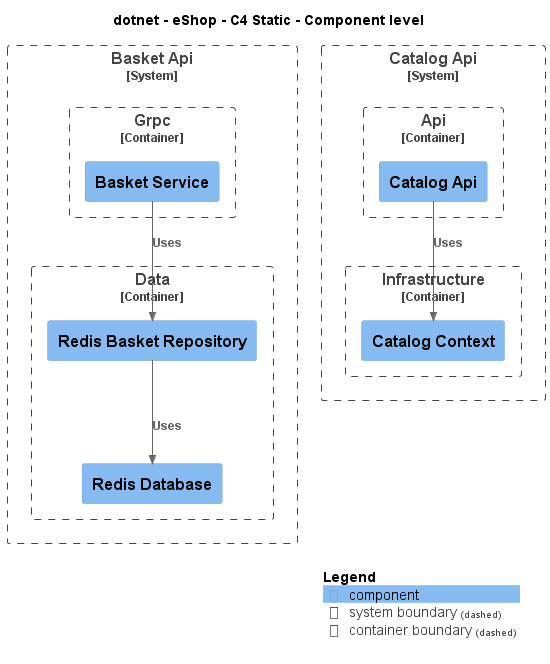 dotnet - eShop - C4 Static - Component level
Basket Api
[System]
Grpc
[Container]
Basket Service
Uses
Data
[Container]
Redis Basket Repository
Uses
Redis Database
Catalog Api
[System]
Api
[Container]
Catalog Api
Uses
Infrastructure
[Container]
Catalog Context
Legend
component
system boundary (dashed)
container boundary (dashed)